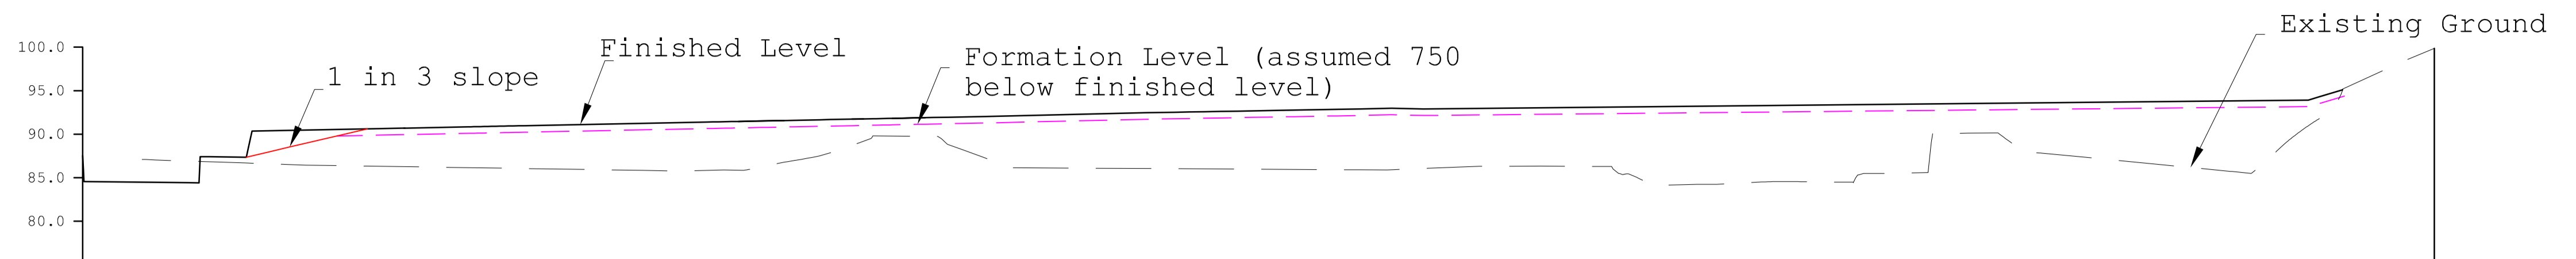 Existing Ground
100.0
Finished Level
Formation Level (assumed 750
below finished level)
1 in 3 slope
95.0
90.0
85.0
80.0